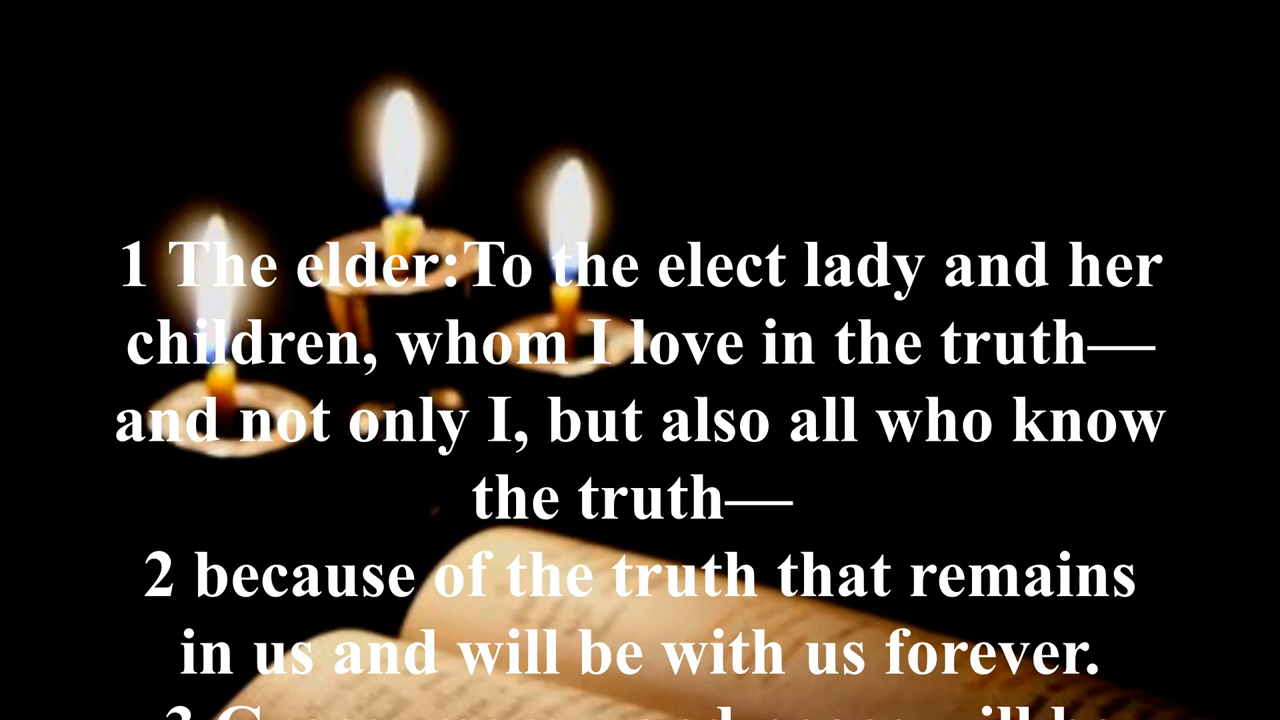 1 The elder:To the elect lady and her
children, whom I love in the truth—
and not only I, but also all who know
the truth—
2 because of the truth that remains
in us and will be with us forever.